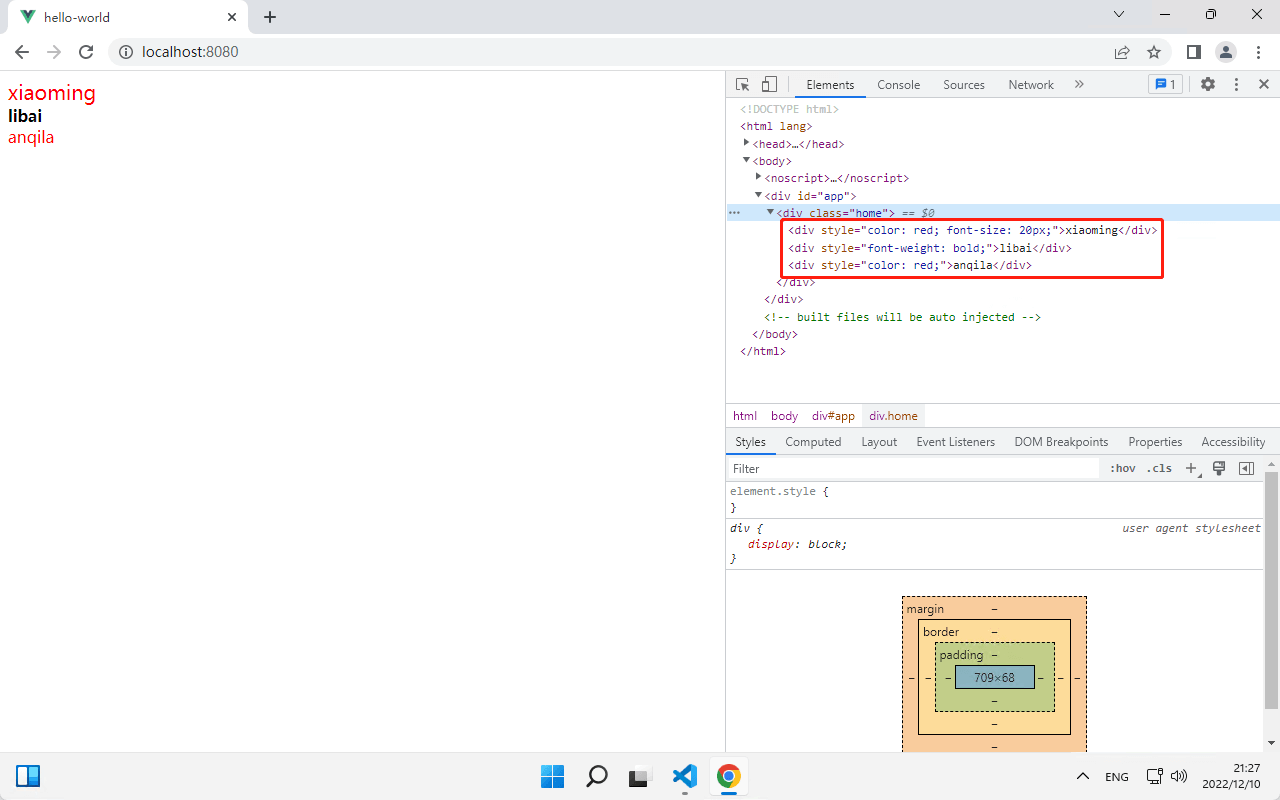 hello-world
localhost:8080
xiaoming
libai
anqila
Elements Console Sources Network 1
<!DOCTYPE html>
<html lang>
<head>…</head>
<body>
<noscript>…</noscript>
<div id="app">
<div class="home"> == $0
<div style="color: red; font-size: 20px;">xiaoming</div>
<div style="font-weight: bold;">libai</div>
<div style="color: red;">anqila</div>
</div>
</div>
<!-- built files will be auto injected -->
</body>
</html>
html body div#app div.home
Styles Computed Layout Event Listeners DOM Breakpoints Properties Accessibility
Filter :hov .cls
element.style {
}
div { user agent stylesheet
display: block;
}
margin –
border –
padding –
– – – 709×68 – – –
–
–
–
ENG
21:27
2022/12/10